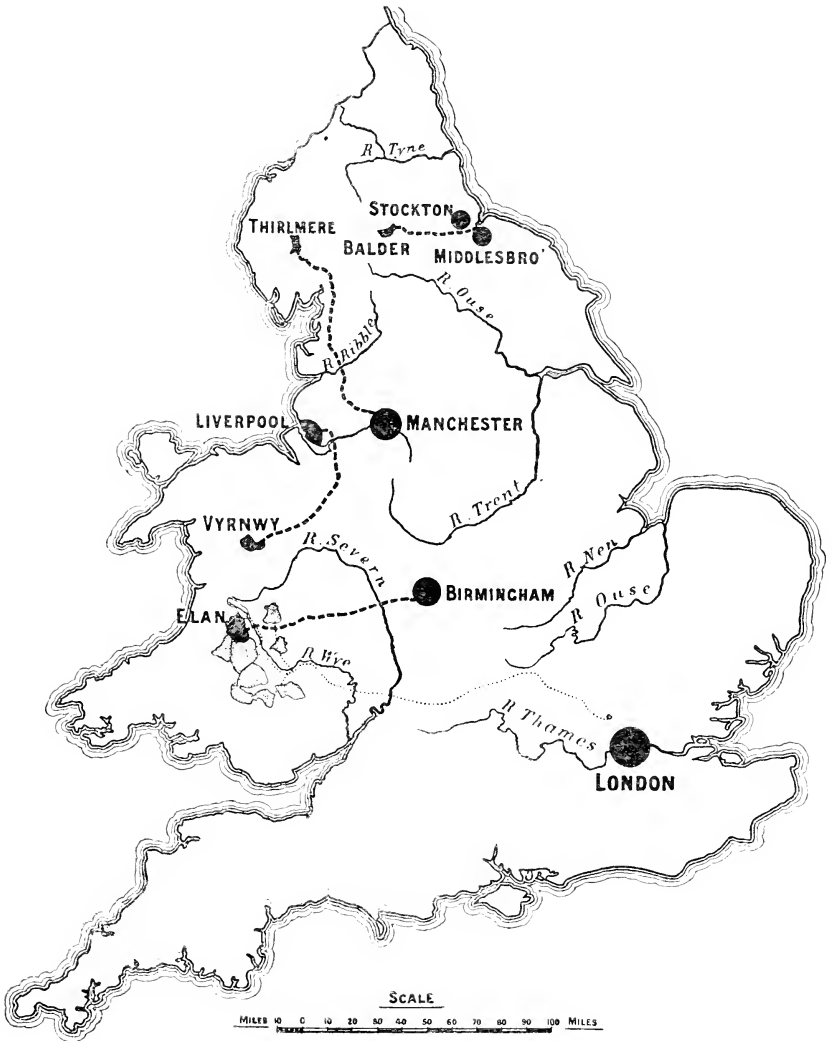 R. Tyne
STOCKTON
THIRLMERE
BALDER
MIDDLESBRO'
R. Ouse
R. Ribble
LIVERPOOL
MANCHESTER
R. Trent
VYRNWY
R. Severn
R. Nen
BIRMINGHAM
R Ouse
ELAN
R. Wye
R Thames
LONDON
SCALE
MILES 10 0 10 20 30 40 50 60 70 80 90 100 MILES